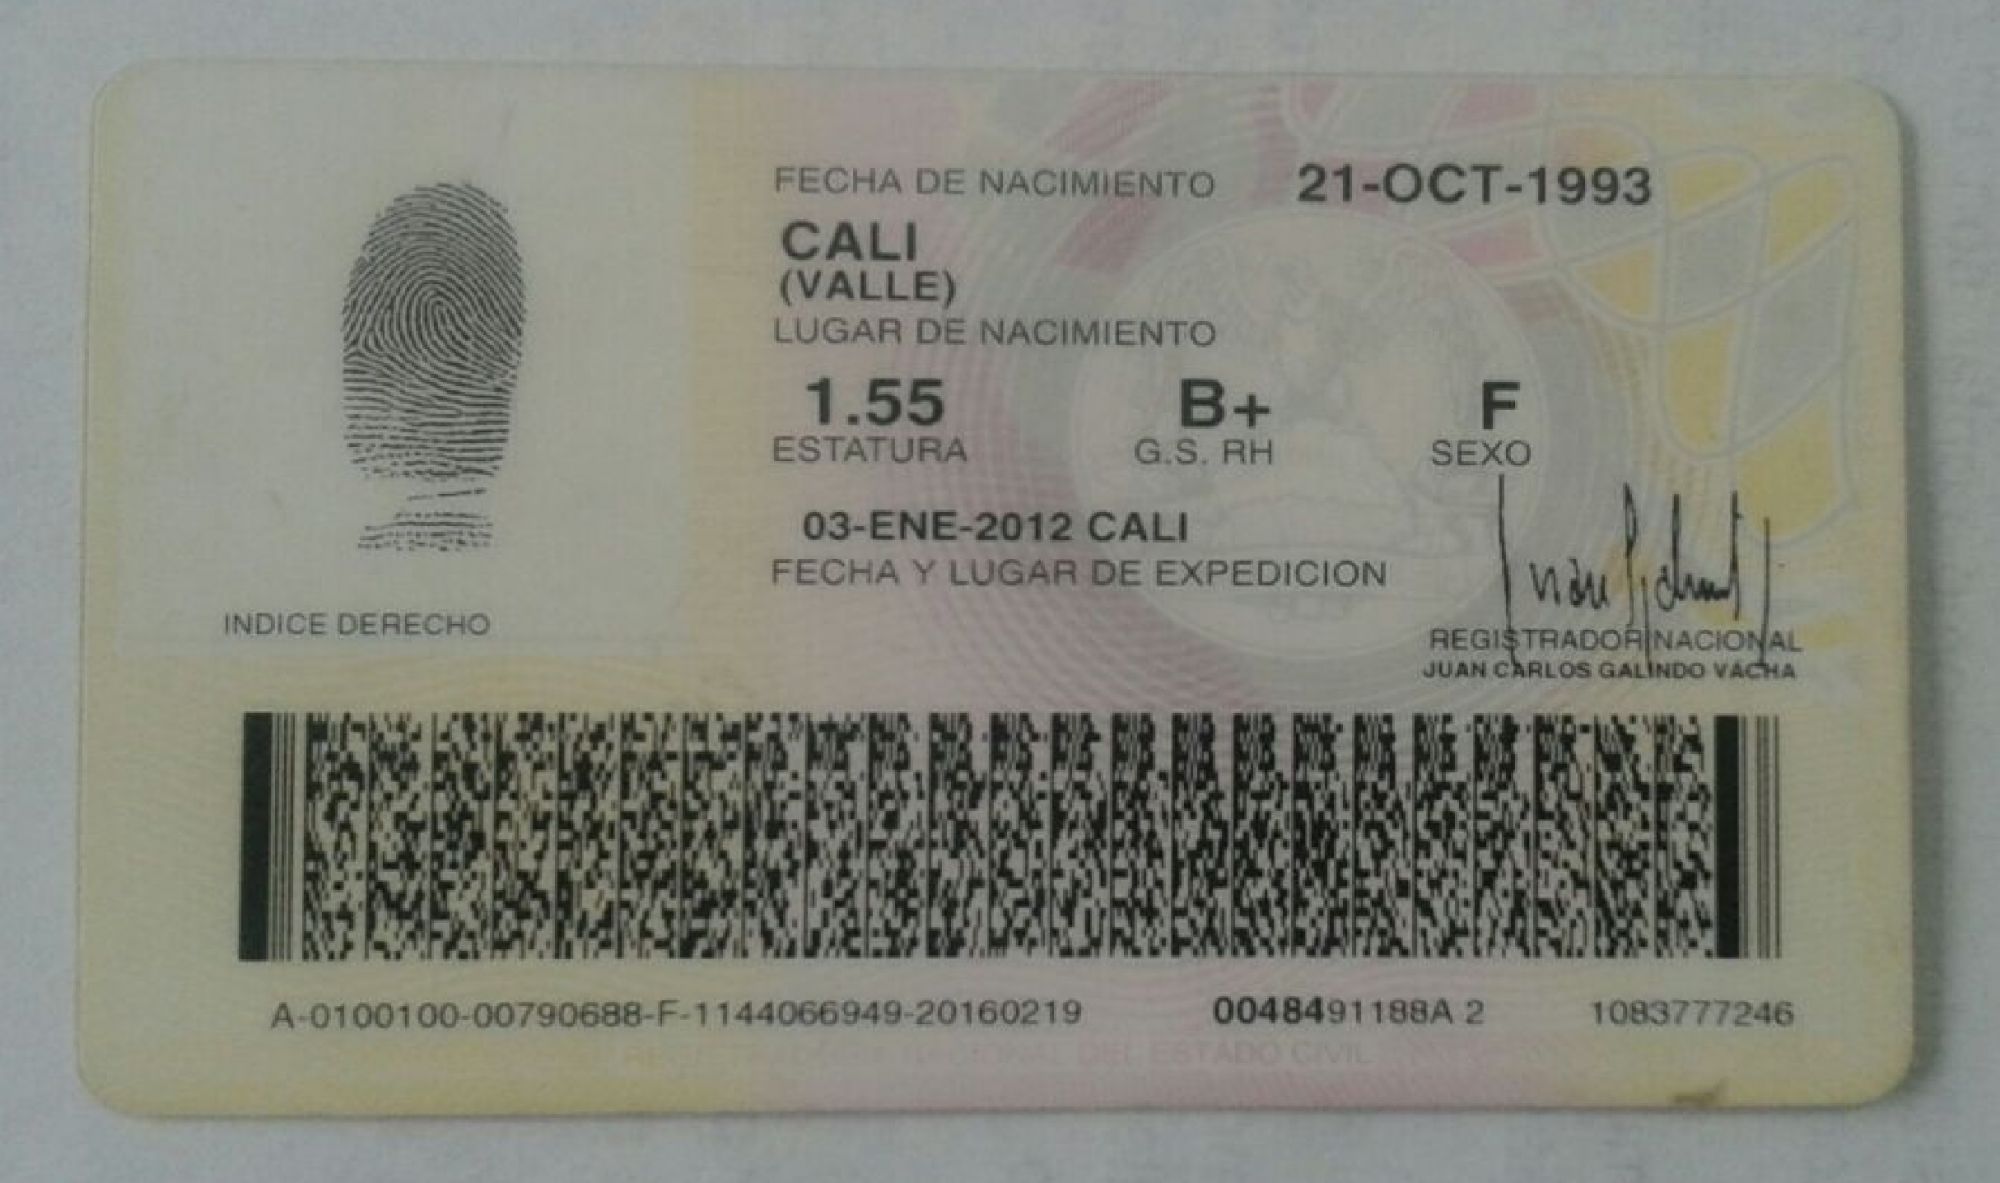 FECHA DE NACIMIENTO 21-OCT-1993
CALI
(VALLE)
LUGAR DE NACIMIENTO
1.55 B+ F
ESTATURA G.S. RH SEXO
03-ENE-2012 CALI
FECHA Y LUGAR DE EXPEDICION
INDICE DERECHO
REGISTRADOR NACIONAL
JUAN CARLOS GALINDO VACHA
A-0100100-00790688-F-1144066949-20160219 0048491188A 2 1083777246
REGISTRADURIA NACIONAL DEL ESTADO CIVIL